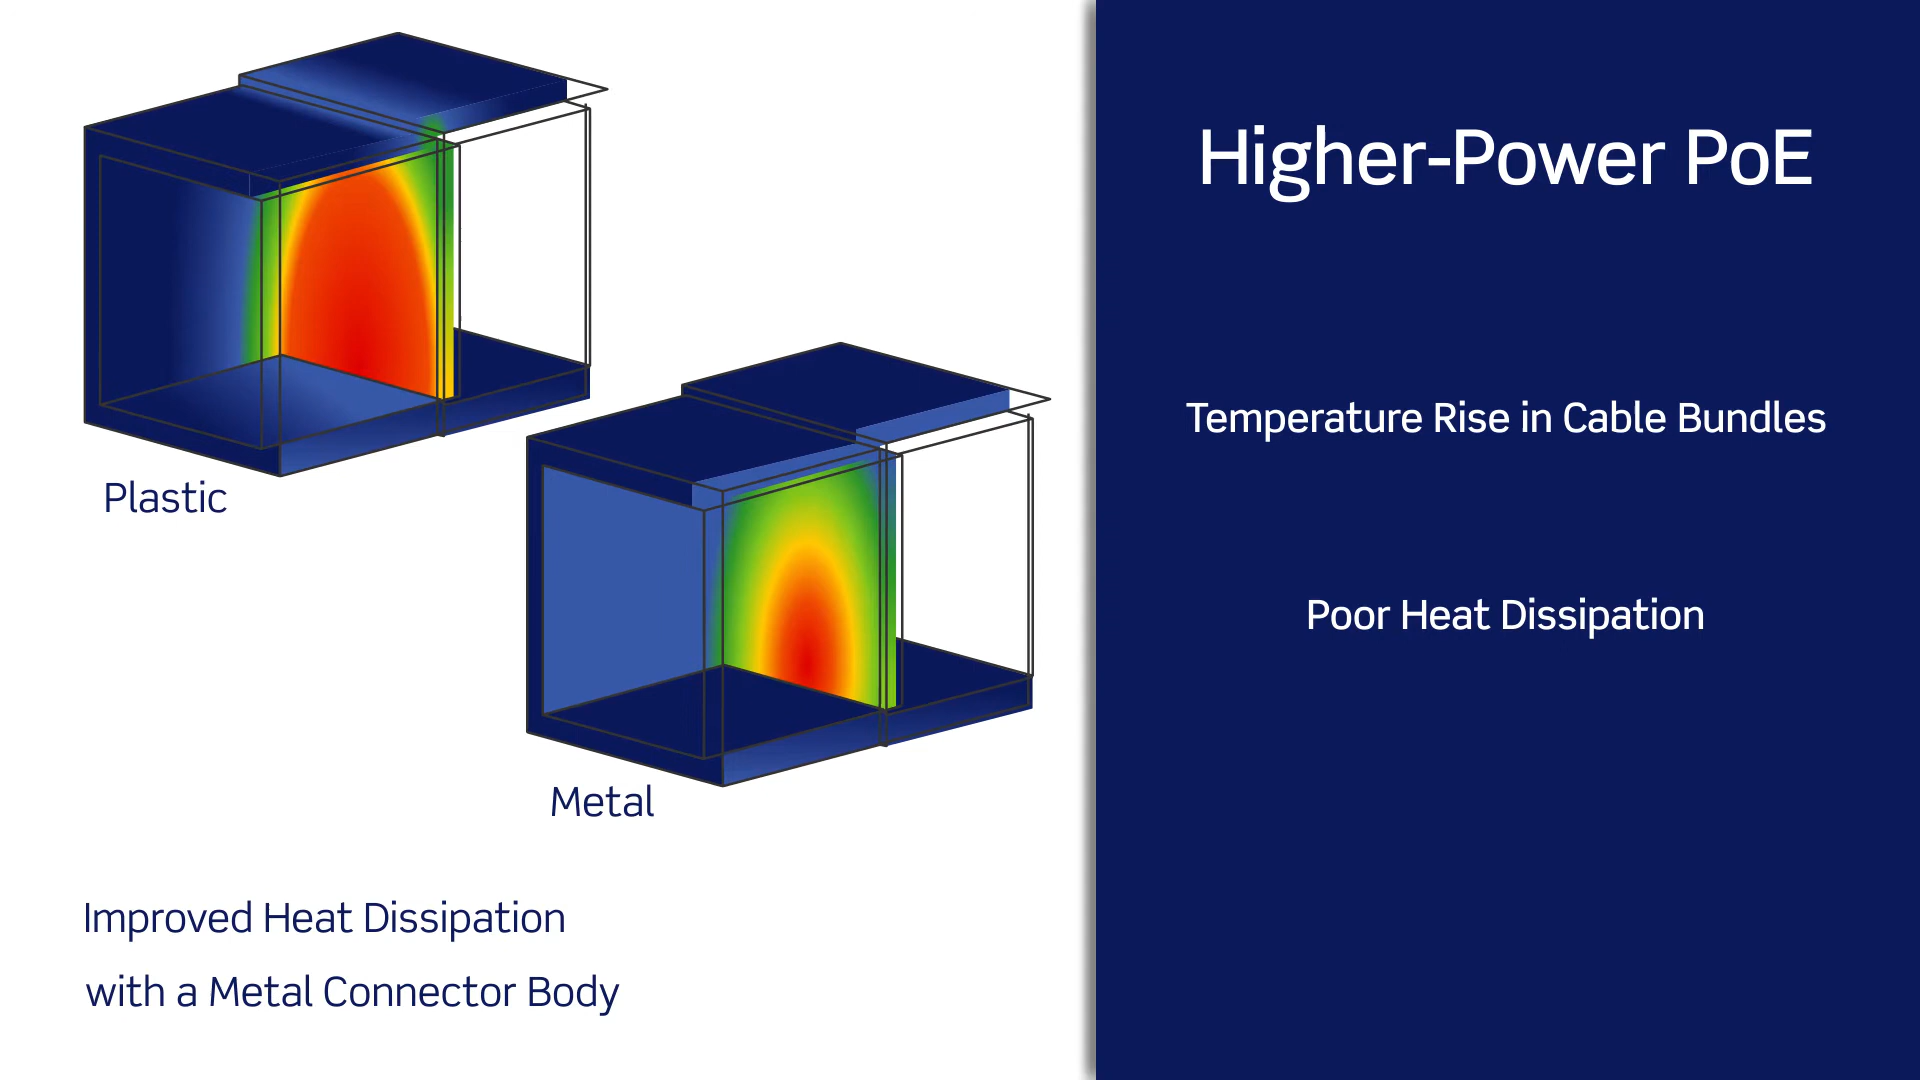 Plastic
Metal
Improved Heat Dissipation
with a Metal Connector Body
Higher-Power PoE
Temperature Rise in Cable Bundles
Poor Heat Dissipation